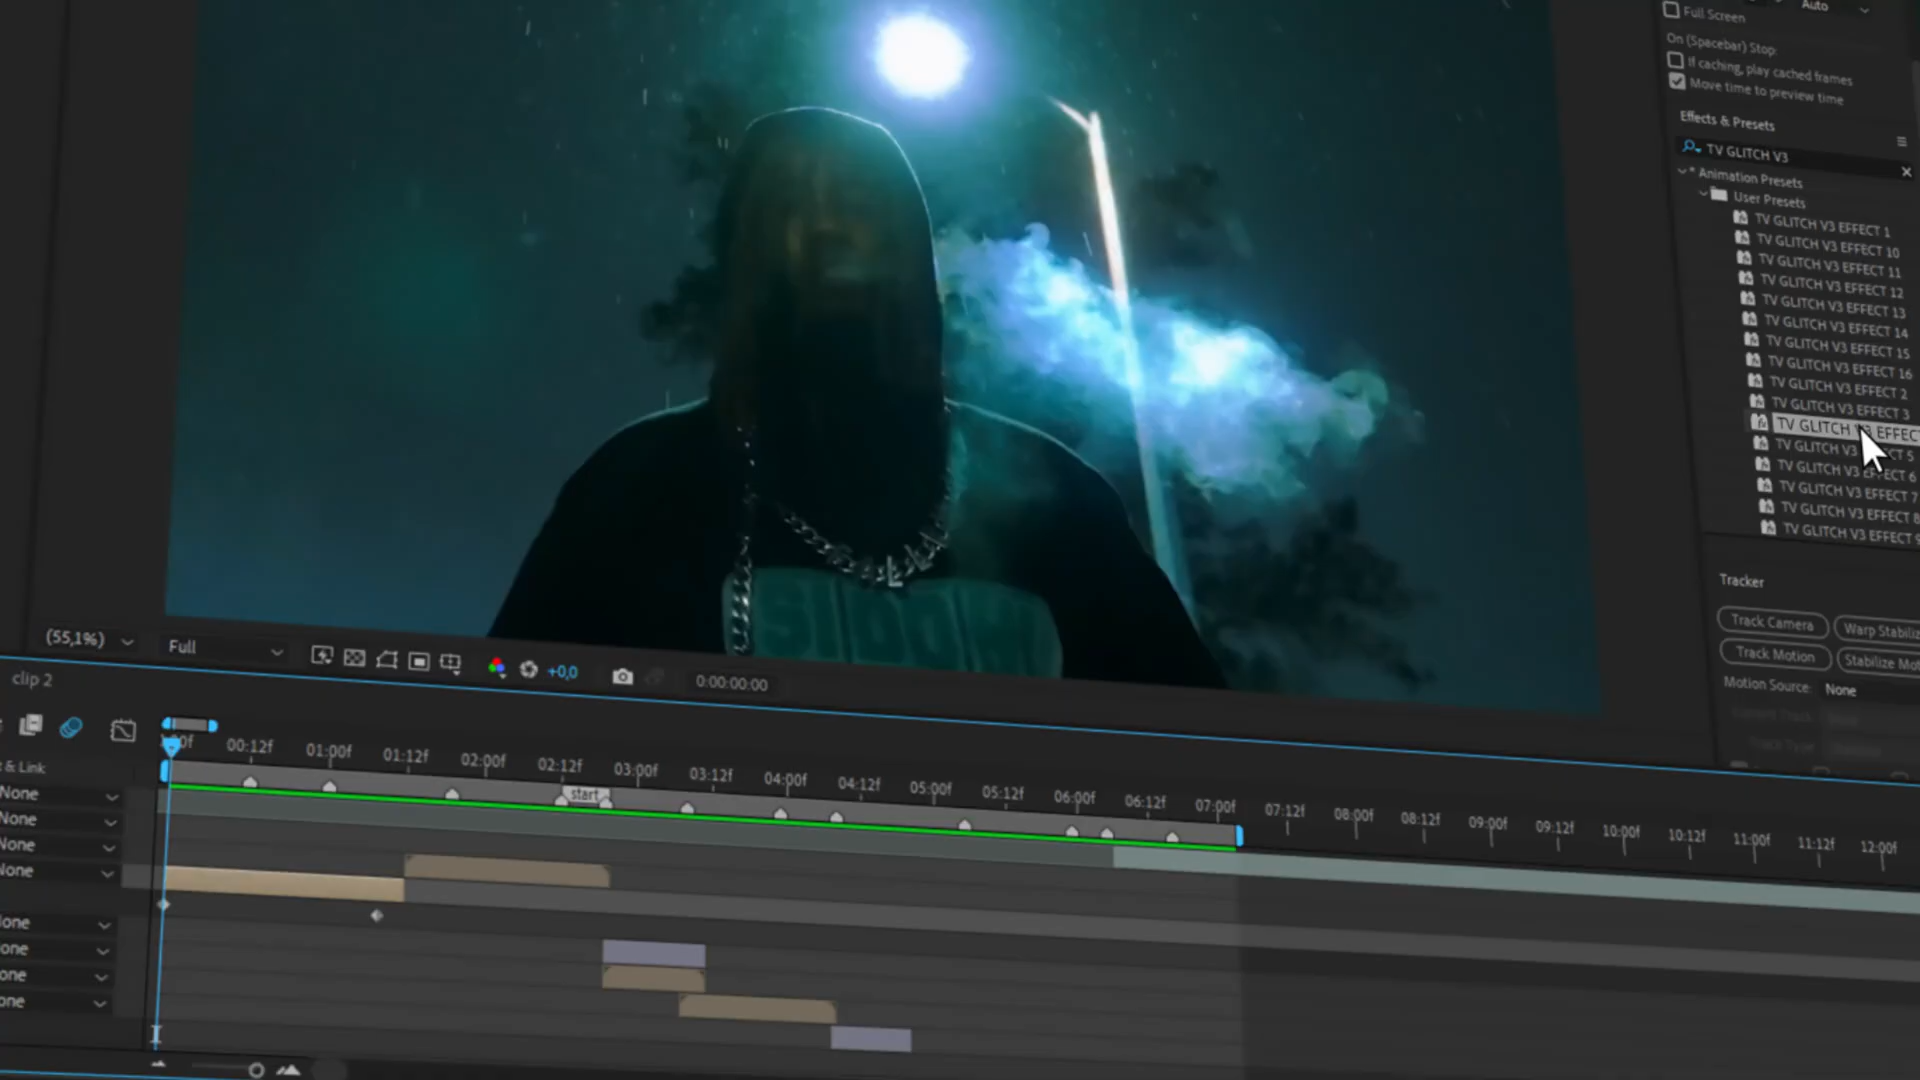 Auto
Full Screen
On (Spacebar) Stop:
If caching, play cached frames
Move time to preview time
Effects & Presets
TV GLITCH V3
* Animation Presets
User Presets
TV GLITCH V3 EFFECT 1
TV GLITCH V3 EFFECT 10
TV GLITCH V3 EFFECT 11
TV GLITCH V3 EFFECT 12
TV GLITCH V3 EFFECT 13
TV GLITCH V3 EFFECT 14
TV GLITCH V3 EFFECT 15
TV GLITCH V3 EFFECT 16
TV GLITCH V3 EFFECT 2
TV GLITCH V3 EFFECT 3
TV GLITCH V3 EFFEC
TV GLITCH V3 EFFECT 5
TV GLITCH V3 EFFECT 6
TV GLITCH V3 EFFECT 7
TV GLITCH V3 EFFECT 8
TV GLITCH V3 EFFECT 9
Tracker
Track Camera
Warp Stabiliz
Track Motion
Stabilize Mot
Motion Source: None
(55,1%)
Full
+0,0
0:00:00:00
clip 2
00f 00:12f 01:00f 01:12f 02:00f 02:12f 03:00f 03:12f 04:00f 04:12f 05:00f 05:12f 06:00f 06:12f 07:00f 07:12f 08:00f 08:12f 09:00f 09:12f 10:00f 10:12f 11:00f 11:12f 12:00f
start
t & Link
None
None
None
None
lone
one
one
one